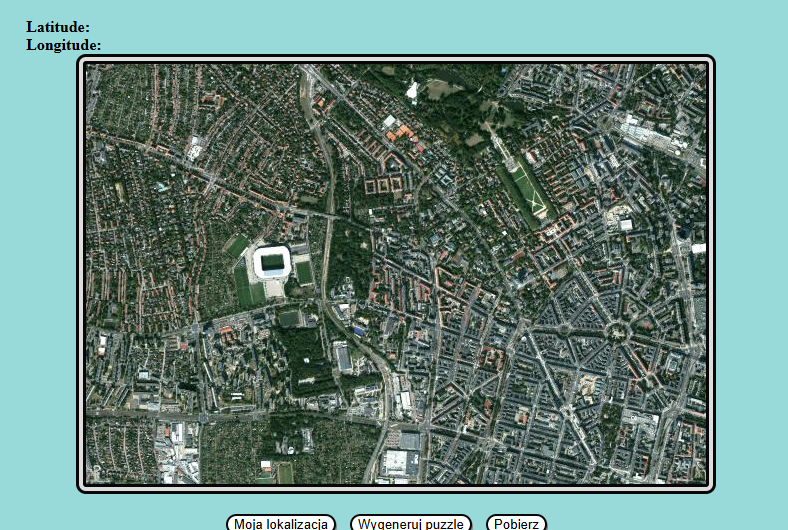 Latitude:
Longitude:
Moja lokalizacja
Wygeneruj puzzle
Pobierz